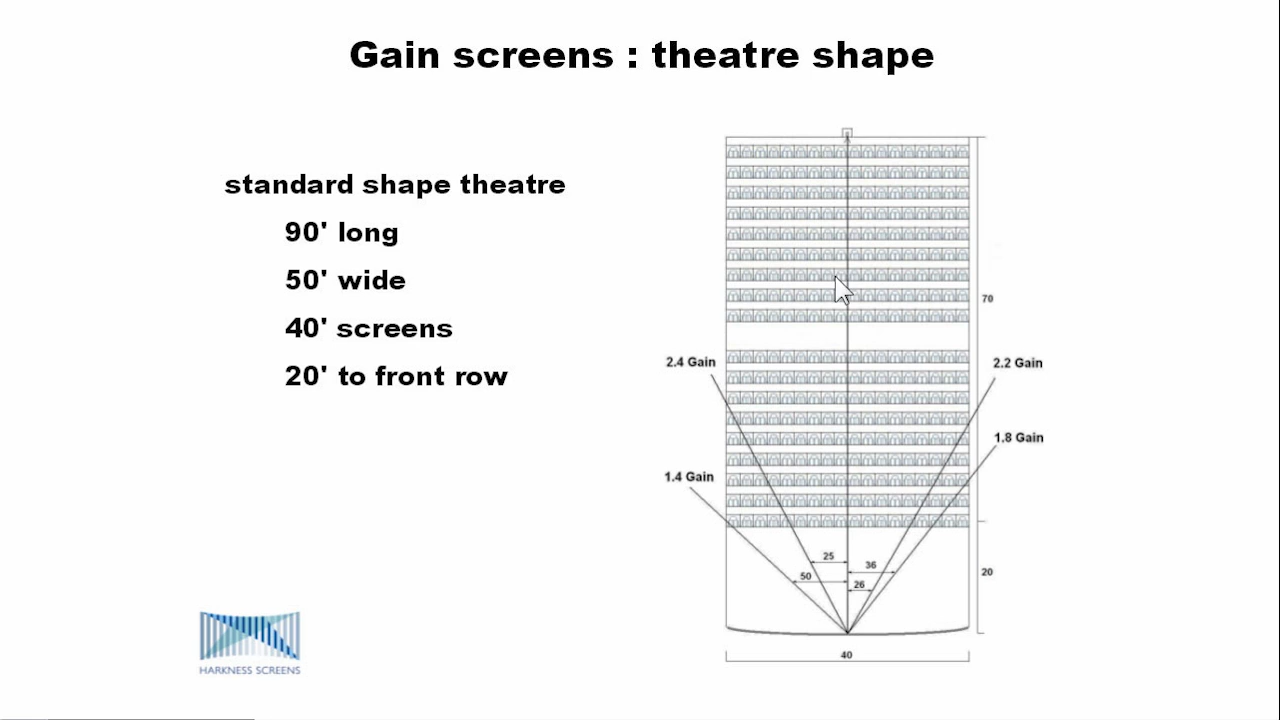 Gain screens : theatre shape
standard shape theatre
90' long
50' wide
40' screens
20' to front row
70
2.4 Gain
2.2 Gain
1.8 Gain
1.4 Gain
25
36
50
26
20
40
HARKNESS SCREENS